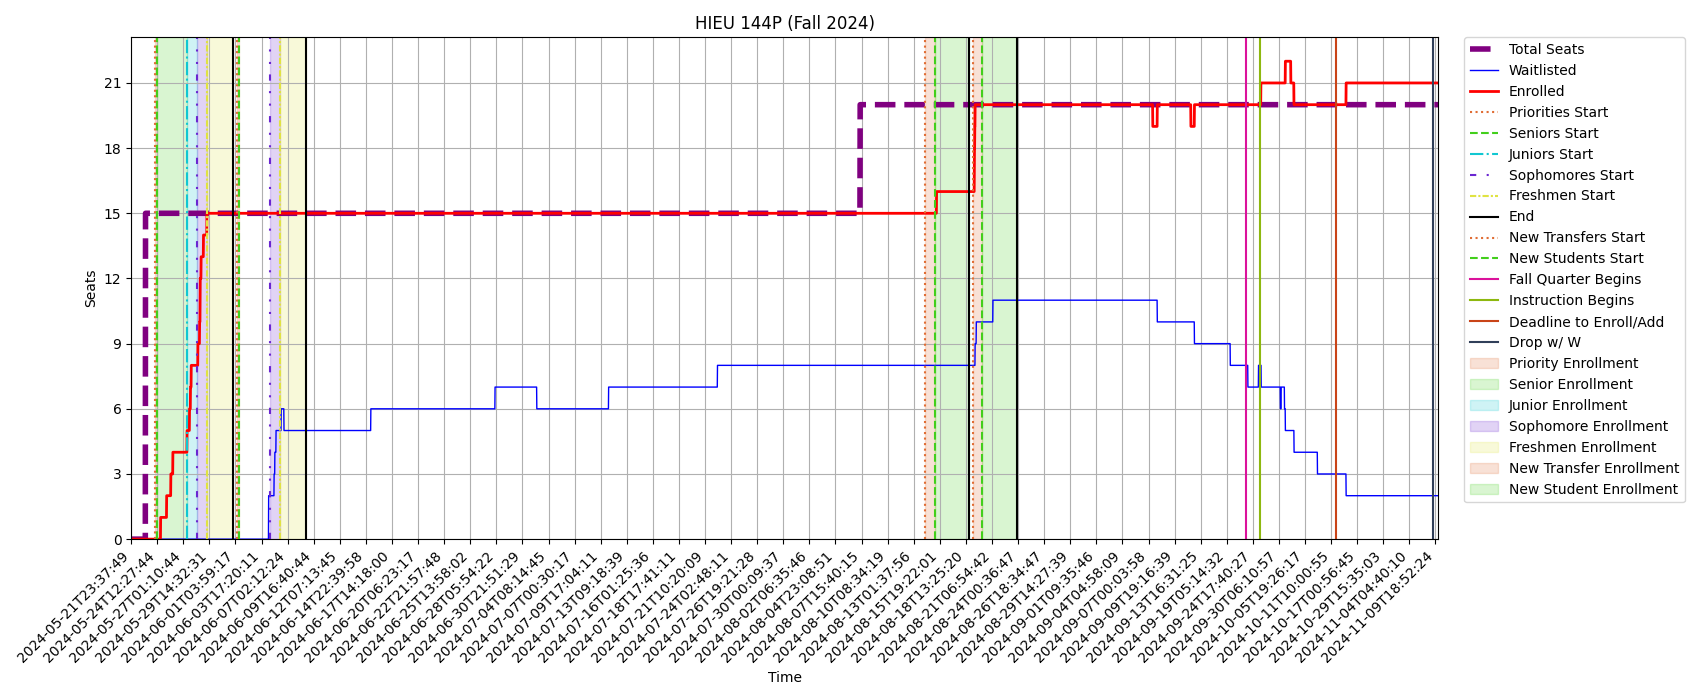 HIEU 144P (Fall 2024)
Seats
21
18
15
12
9
6
3
0
2024-05-21T23:37:49
2024-05-24T12:27:44
2024-05-27T01:10:44
2024-05-29T14:32:31
2024-06-01T03:59:17
2024-06-03T17:20:11
2024-06-07T02:12:24
2024-06-09T16:40:44
2024-06-12T07:13:45
2024-06-14T22:39:58
2024-06-17T14:18:00
2024-06-20T06:23:17
2024-06-22T21:57:48
2024-06-25T13:58:02
2024-06-28T05:54:22
2024-06-30T21:51:29
2024-07-04T08:14:45
2024-07-07T00:30:17
2024-07-09T17:04:11
2024-07-13T09:18:39
2024-07-16T01:25:36
2024-07-18T17:41:11
2024-07-21T10:20:09
2024-07-24T02:48:11
2024-07-26T19:21:28
2024-07-30T00:09:37
2024-08-02T06:35:46
2024-08-04T23:08:51
2024-08-07T15:40:15
2024-08-10T08:34:19
2024-08-13T01:37:56
2024-08-15T19:22:01
2024-08-18T13:25:20
2024-08-21T06:54:42
2024-08-24T00:36:47
2024-08-26T18:34:47
2024-08-29T14:27:39
2024-09-01T09:35:46
2024-09-04T04:58:09
2024-09-07T00:03:58
2024-09-09T19:16:39
2024-09-13T16:31:23
2024-09-19T05:14:32
2024-09-24T17:40:27
2024-09-30T06:10:57
2024-10-05T19:26:17
2024-10-11T10:00:55
2024-10-17T00:56:45
2024-10-29T15:35:03
2024-11-04T04:40:10
2024-11-09T18:52:24
Time
Total Seats
Waitlisted
Enrolled
Priorities Start
Seniors Start
Juniors Start
Sophomores Start
Freshmen Start
End
New Transfers Start
New Students Start
Fall Quarter Begins
Instruction Begins
Deadline to Enroll/Add
Drop w/ W
Priority Enrollment
Senior Enrollment
Junior Enrollment
Sophomore Enrollment
Freshmen Enrollment
New Transfer Enrollment
New Student Enrollment